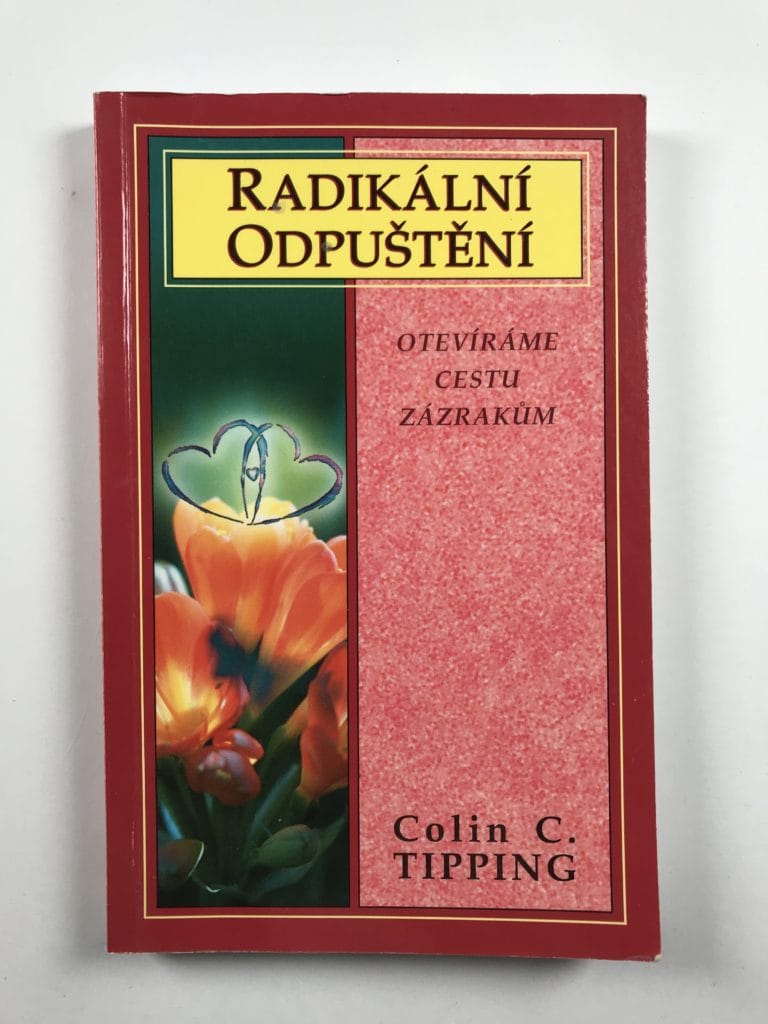 RADIKÁLNÍ
ODPUŠTĚNÍ
OTEVÍRÁME
CESTU
ZÁZRAKŮM
Colin C.
TIPPING